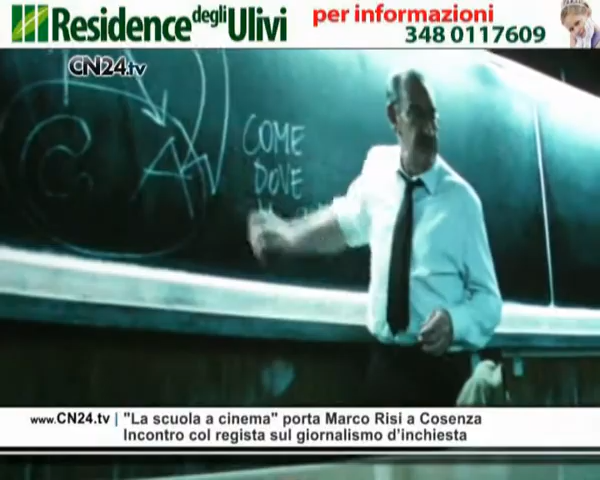 Residence degli Ulivi
per informazioni
348 0117609
CN24.tv
COME
DOVE
www.CN24.tv | "La scuola a cinema" porta Marco Risi a Cosenza
Incontro col regista sul giornalismo d'inchiesta